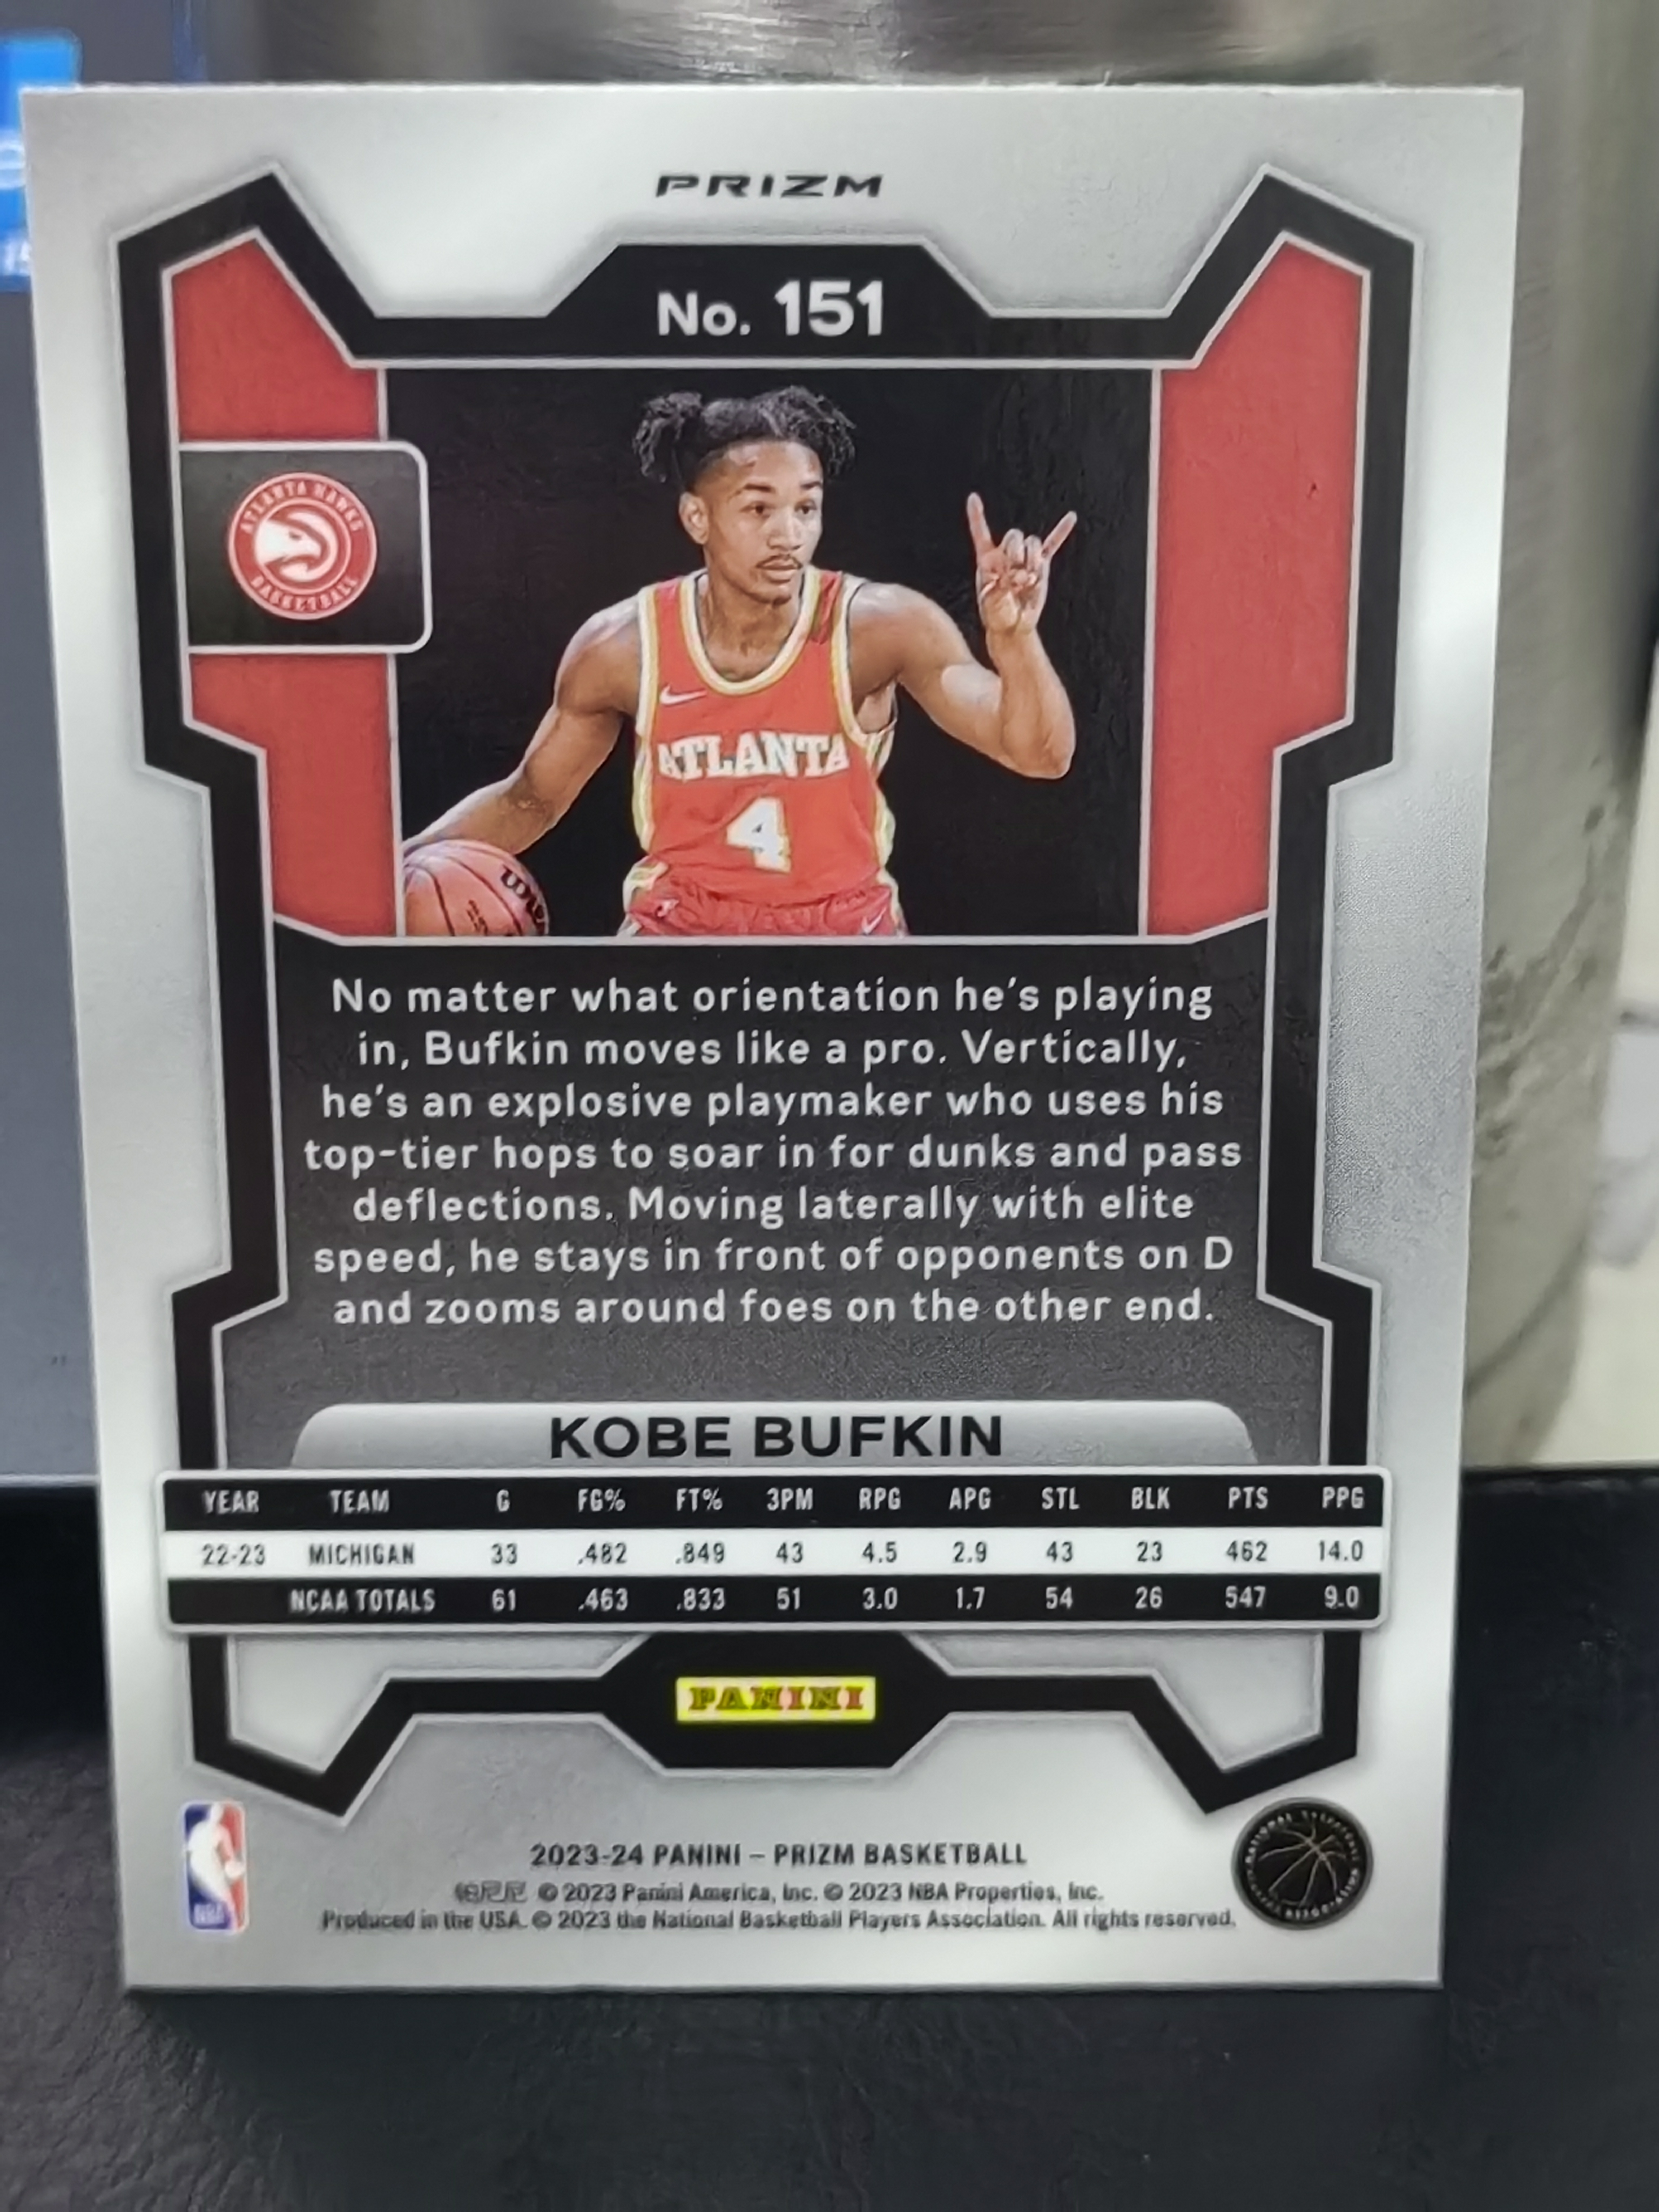 PRIZM
No. 151
ATLANTA HAWKS
BASKETBALL
ATLANTA
4
No matter what orientation he's playing
in, Bufkin moves like a pro. Vertically,
he's an explosive playmaker who uses his
top-tier hops to soar in for dunks and pass
deflections. Moving laterally with elite
speed, he stays in front of opponents on D
and zooms around foes on the other end.
KOBE BUFKIN
YEAR TEAM G FG% FT% 3PM RPG APG STL BLK PTS PPG
22-23 MICHIGAN 33 .482 .849 43 4.5 2.9 43 23 462 14.0
NCAA TOTALS 61 .463 .833 51 3.0 1.7 54 26 547 9.0
PANINI
2023-24 PANINI – PRIZM BASKETBALL
© 2023 Panini America, Inc. © 2023 NBA Properties, Inc.
Produced in the USA. © 2023 the National Basketball Players Association. All rights reserved.
NBA